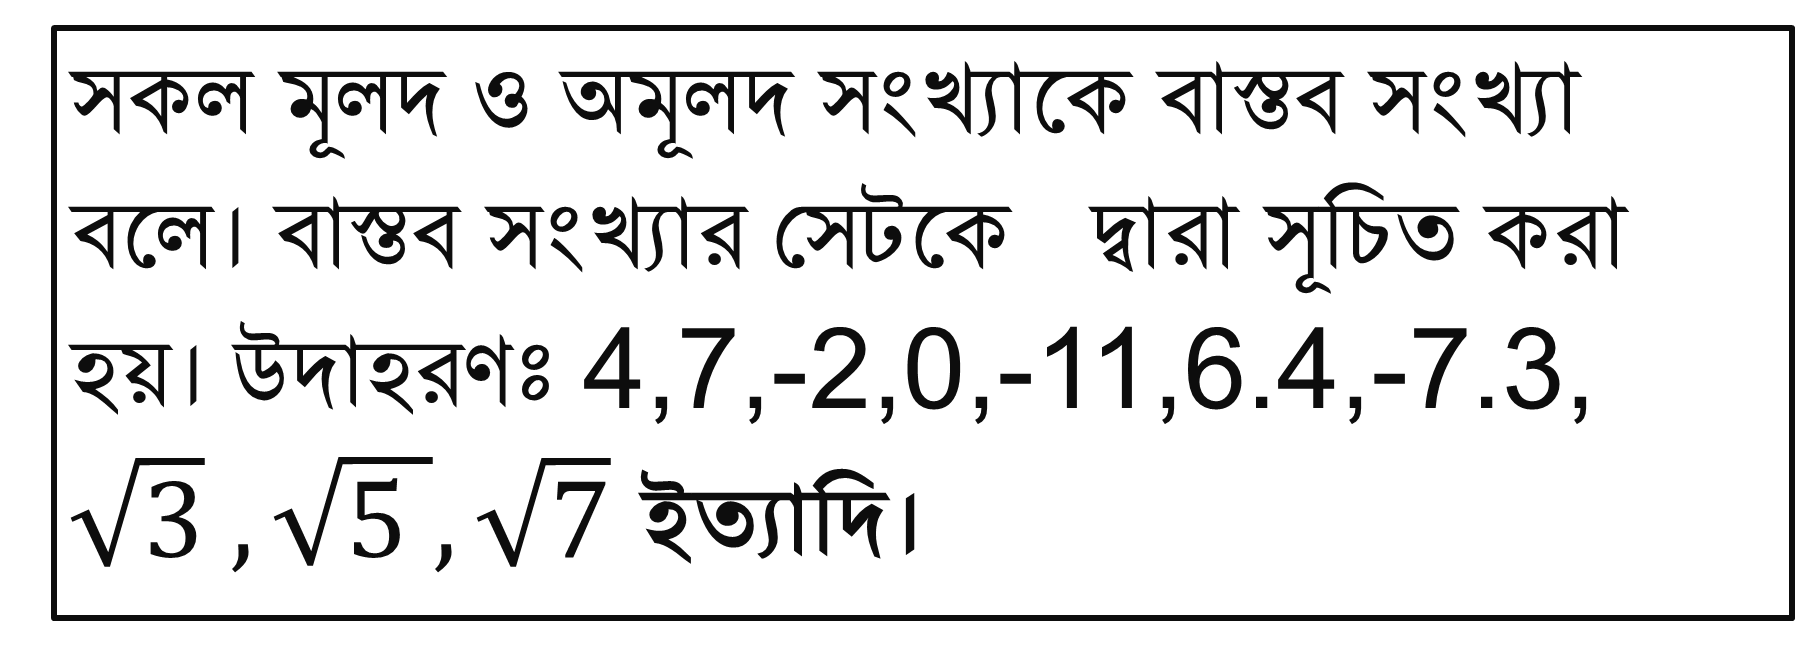 সকল মূলদ ও অমূলদ সংখ্যাকে বাস্তব সংখ্যা
বলে। বাস্তব সংখ্যার সেটকে দ্বারা সূচিত করা
হয়। উদাহরণঃ 4,7,-2,0,-11,6.4,-7.3,
√3 , √5 , √7 ইত্যাদি।